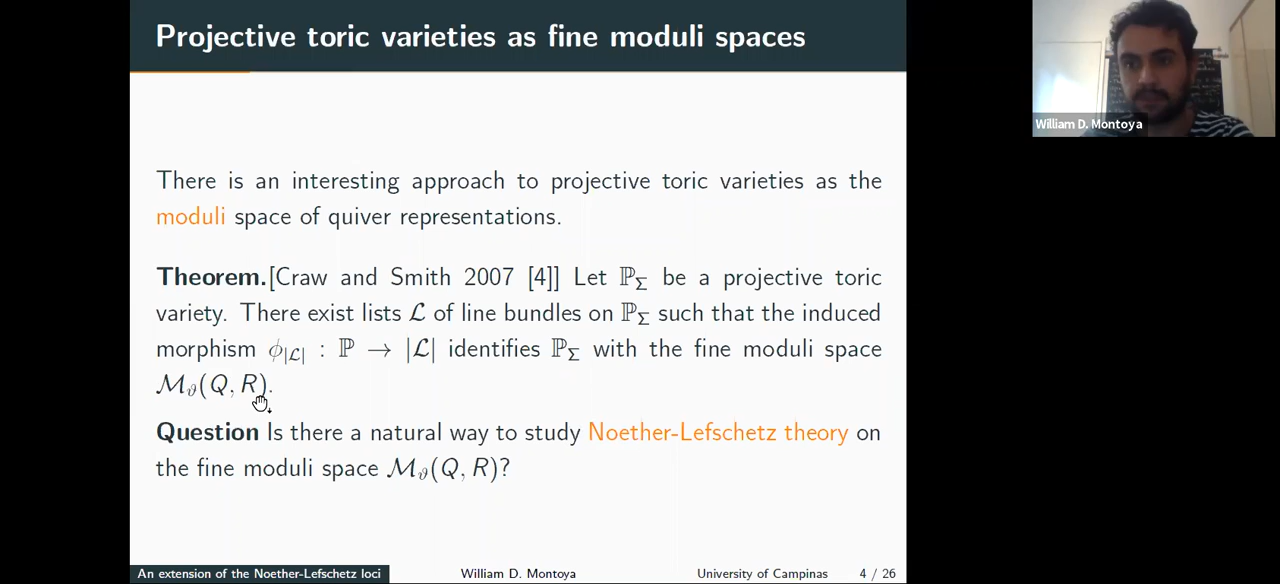 Projective toric varieties as fine moduli spaces
William D. Montoya
There is an interesting approach to projective toric varieties as the
moduli space of quiver representations.
Theorem.[Craw and Smith 2007 [4]] Let ℙ_Σ be a projective toric
variety. There exist lists ℒ of line bundles on ℙ_Σ such that the induced
morphism ϕ_|ℒ| : ℙ → |ℒ| identifies ℙ_Σ with the fine moduli space
ℳ_ϑ(Q, R).
Question Is there a natural way to study Noether-Lefschetz theory on
the fine moduli space ℳ_ϑ(Q, R)?
An extension of the Noether-Lefschetz loci William D. Montoya University of Campinas 4 / 26